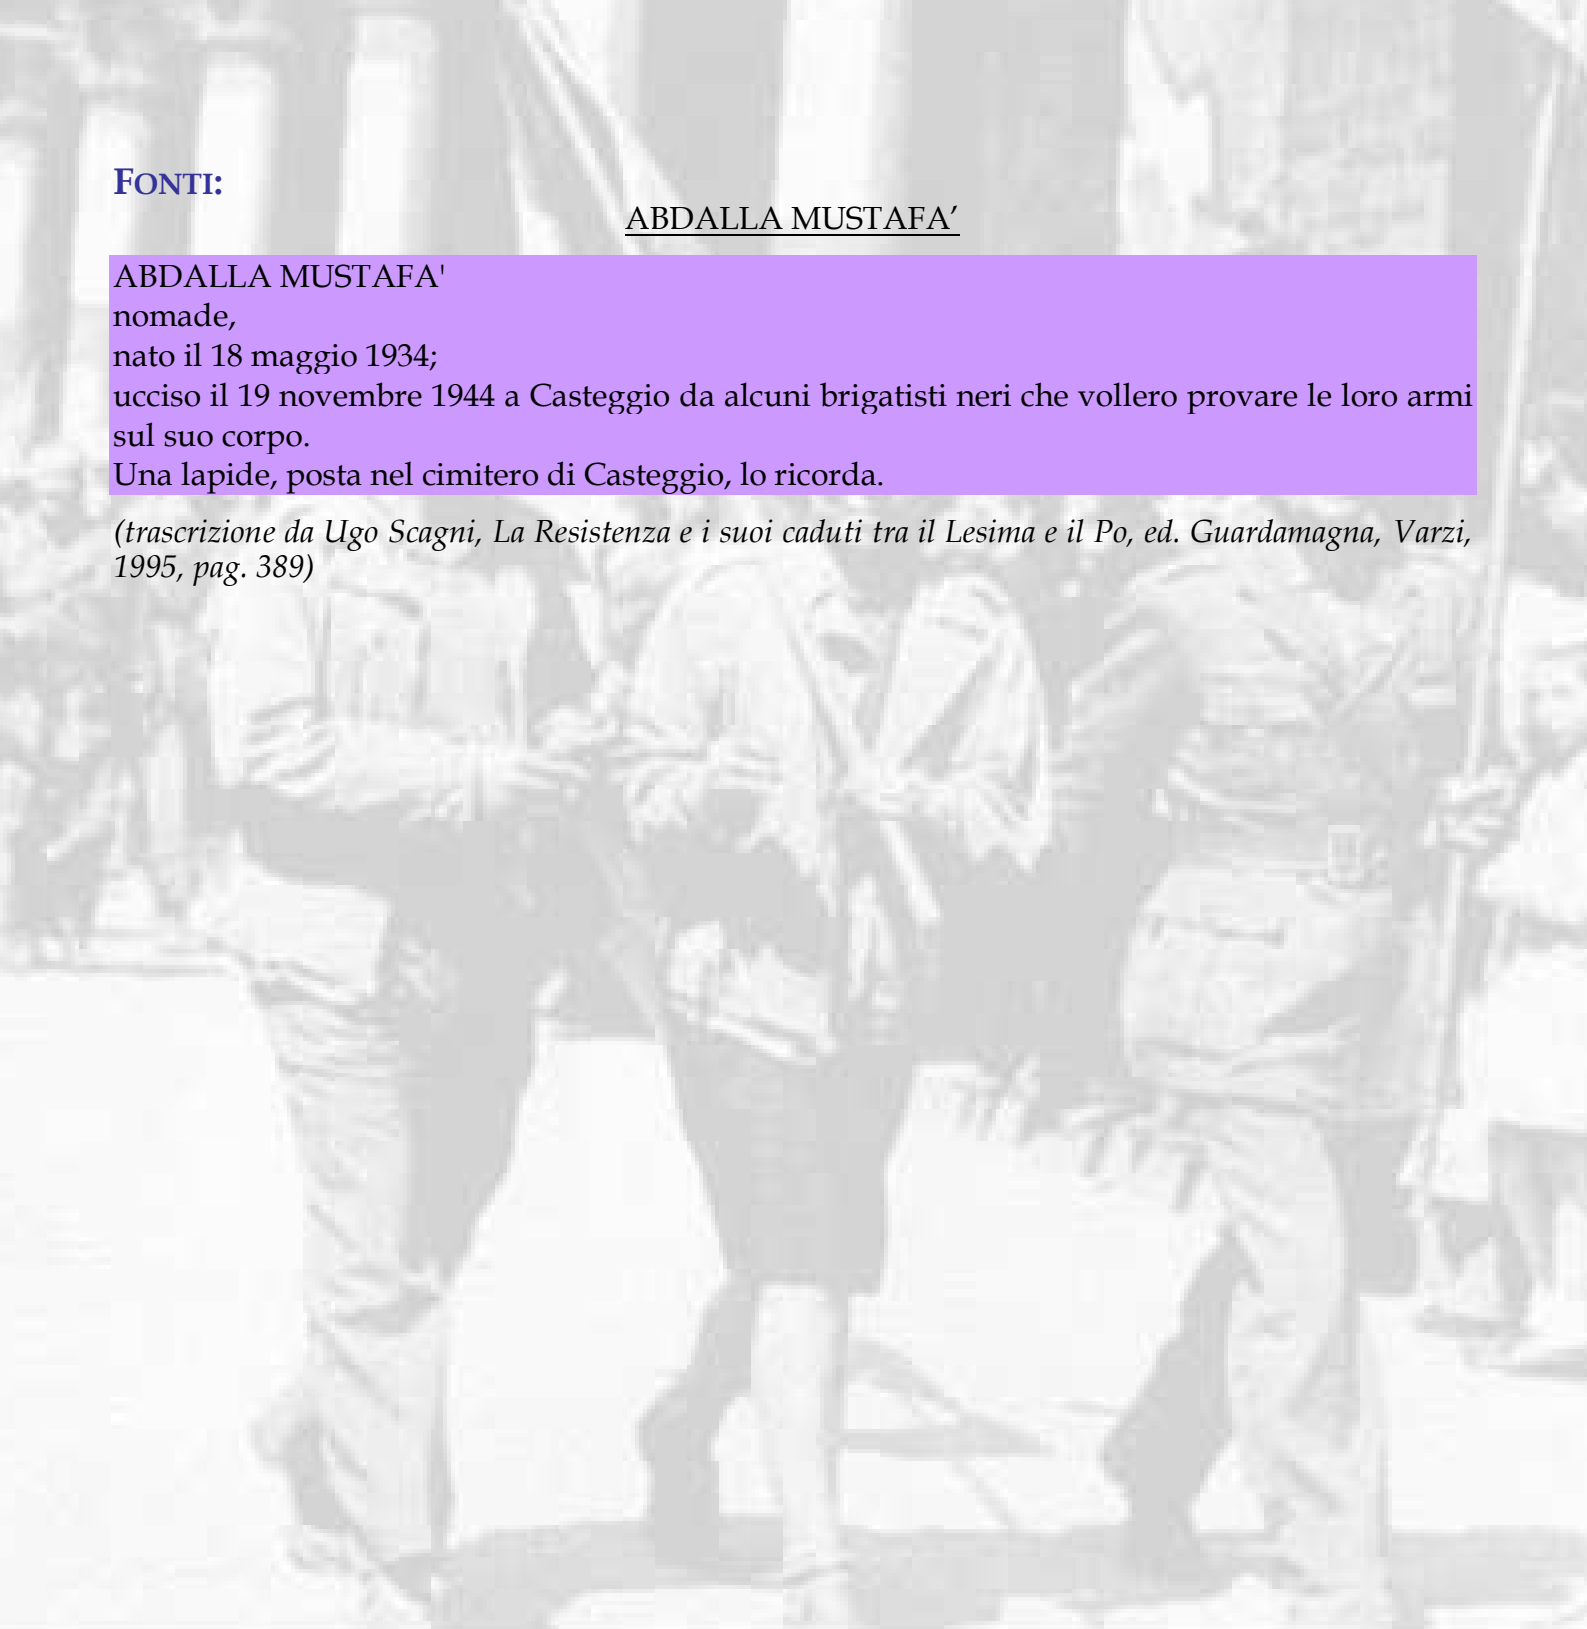 FONTI:
ABDALLA MUSTAFA’
ABDALLA MUSTAFA'
nomade,
nato il 18 maggio 1934;
ucciso il 19 novembre 1944 a Casteggio da alcuni brigatisti neri che vollero provare le loro armi
sul suo corpo.
Una lapide, posta nel cimitero di Casteggio, lo ricorda.
(trascrizione da Ugo Scagni, La Resistenza e i suoi caduti tra il Lesima e il Po, ed. Guardamagna, Varzi,
1995, pag. 389)